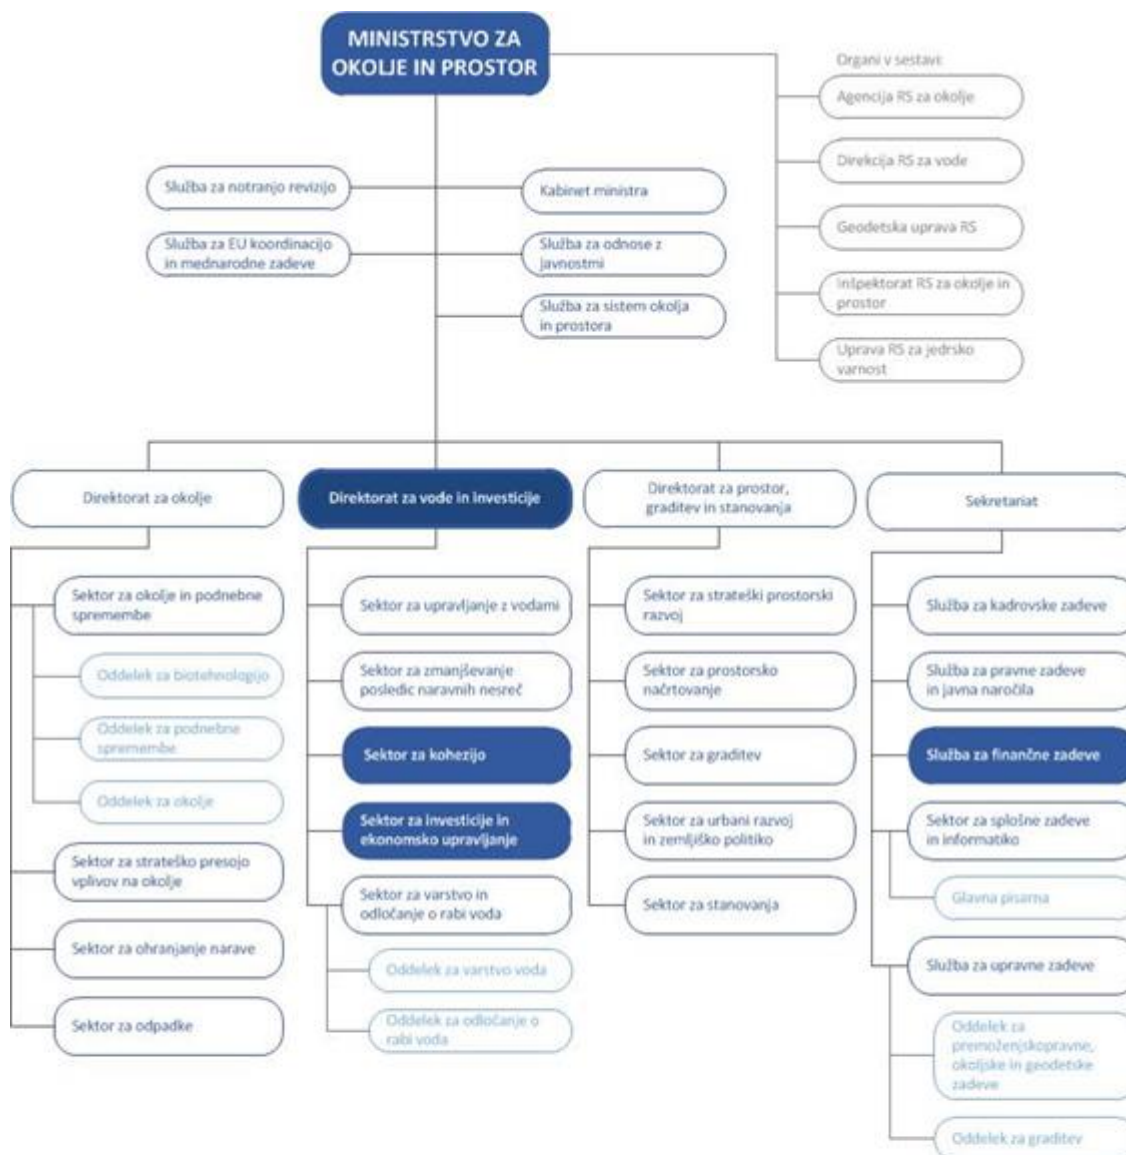 MINISTRSTVO ZA
OKOLJE IN PROSTOR
Organi v sestavi:
Agencija RS za okolje
Direkcija RS za vode
Geodetska uprava RS
Inšpektorat RS za okolje in
prostor
Uprava RS za jedrsko
varnost
Služba za notranjo revizijo
Kabinet ministra
Služba za EU koordinacijo
in mednarodne zadeve
Služba za odnose z
javnostmi
Služba za sistem okolja
in prostora
Direktorat za okolje
Sektor za okolje in podnebne
spremembe
Oddelek za biotehnologijo
Oddelek za podnebne
spremembe
Oddelek za okolje
Sektor za strateško presojo
vplivov na okolje
Sektor za ohranjanje narave
Sektor za odpadke
Direktorat za vode in investicije
Sektor za upravljanje z vodami
Sektor za zmanjševanje
posledic naravnih nesreč
Sektor za kohezijo
Sektor za investicije in
ekonomsko upravljanje
Sektor za varstvo in
odločanje o rabi voda
Oddelek za varstvo voda
Oddelek za odločanje o
rabi voda
Direktorat za prostor,
graditev in stanovanja
Sektor za strateški prostorski
razvoj
Sektor za prostorsko
načrtovanje
Sektor za graditev
Sektor za urbani razvoj
in zemljiško politiko
Sektor za stanovanja
Sekretariat
Služba za kadrovske zadeve
Služba za pravne zadeve
in javna naročila
Služba za finančne zadeve
Sektor za splošne zadeve
in informatiko
Glavna pisarna
Služba za upravne zadeve
Oddelek za
premoženjskopravne,
okoljske in geodetske
zadeve
Oddelek za graditev